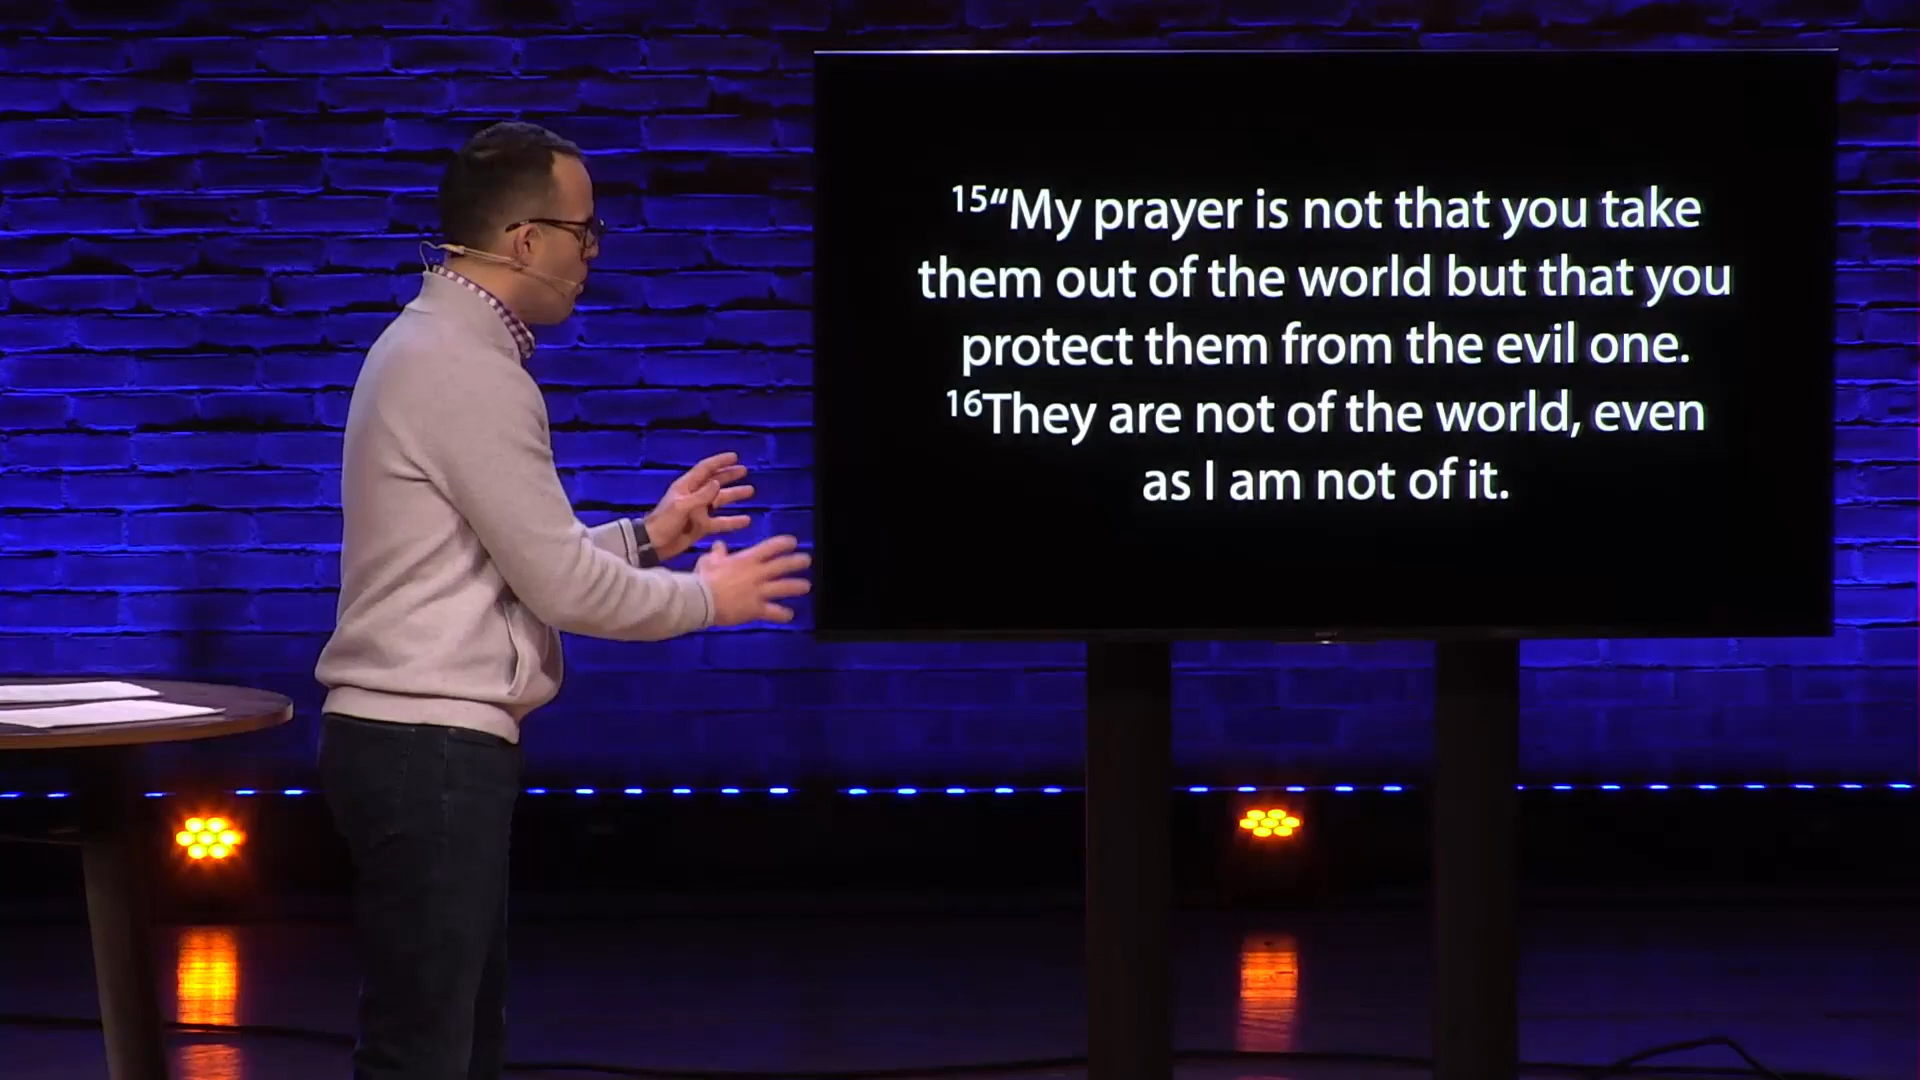 15“My prayer is not that you take
them out of the world but that you
protect them from the evil one.
16They are not of the world, even
as I am not of it.